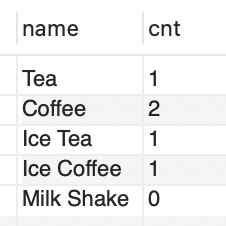 name cnt
Tea 1
Coffee 2
Ice Tea 1
Ice Coffee 1
Milk Shake 0